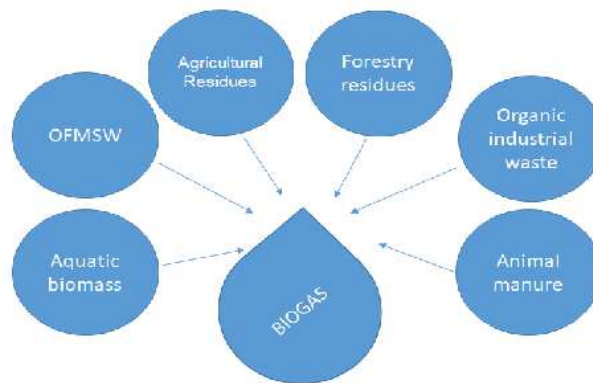 Agricultural
Residues
Forestry
residues
OFMSW
Organic
industrial
waste
Aquatic
biomass
Animal
manure
BIOGAS